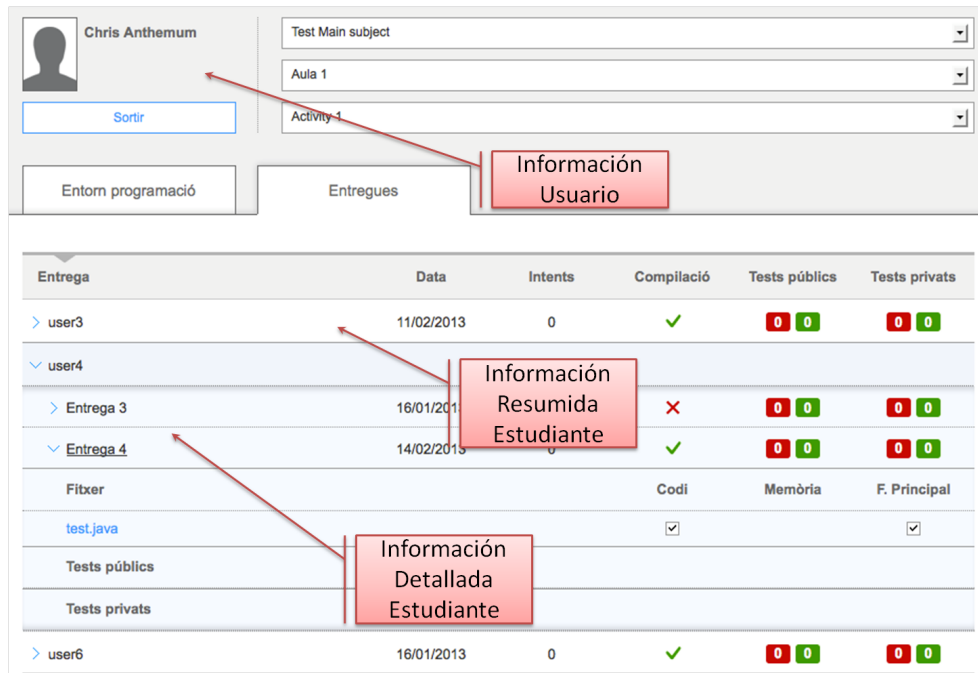 Chris Anthemum
Test Main subject
Aula 1
Sortir
Activity 1
Información
Usuario
Entorn programació
Entregues
Entrega Data Intents Compilació Tests públics Tests privats
user3 11/02/2013 0 0 0 0 0
user4
Información
Resumida
Estudiante
Entrega 3 16/01/201 0 0 0 0
Entrega 4 14/02/2013 0 0 0 0 0
Fitxer Codi Memòria F. Principal
test.java
Información
Detallada
Estudiante
Tests públics
Tests privats
user6 16/01/2013 0 0 0 0 0